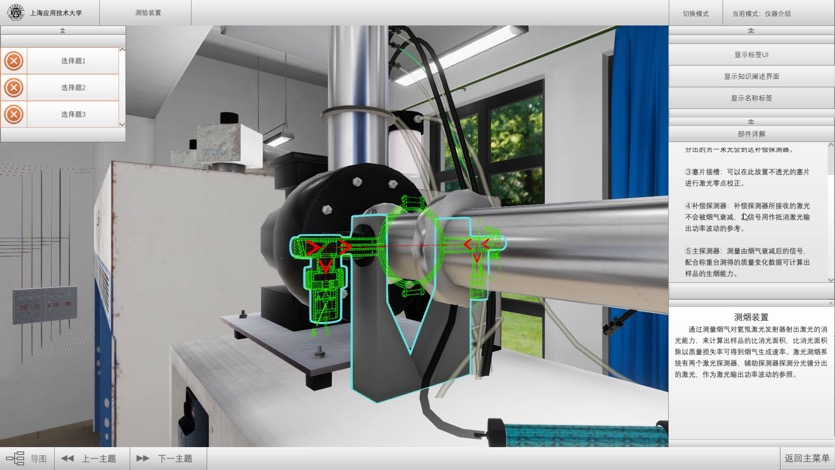 上海应用技术大学
测验装置
切换模式
当前模式：仪器介绍
选择题1
选择题2
选择题3
显示标签UI
显示知识阐述界面
显示名称标签
部件详解
分出的另一束光会到达补偿探测器。
③塞片插槽：可以在此放置不透光的塞片
进行激光零点校正。
④补偿探测器：补偿探测器所接收的激光
不会被烟气衰减，其信号用作抵消激光输
出功率波动的参考。
⑤主探测器：测量由烟气衰减后的信号，
配合称重台测得的质量变化数据可计算出
样品的生烟能力。
测烟装置
通过测量烟气对氦氖激光发射器射出激光的消
光能力，来计算出样品的比消光面积，比消光面积
除以质量损失率可得到烟气生成速率。激光测烟系
统有两个激光探测器，辅助探测器探测分光镜分出
的激光，作为激光输出功率波动的参照。
导图
上一主题
下一主题
返回主菜单